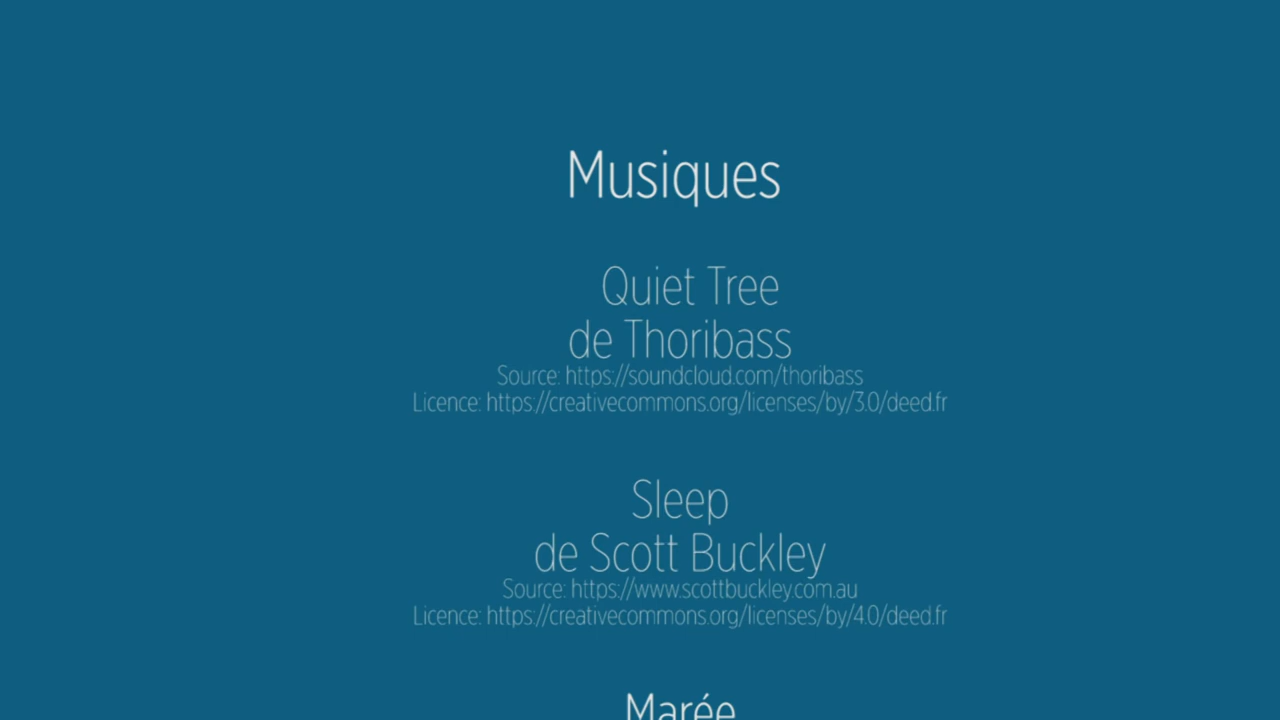 Musiques
Quiet Tree
de Thoribass
Source: https://soundcloud.com/thoribass
Licence: https://creativecommons.org/licenses/by/3.0/deed.fr
Sleep
de Scott Buckley
Source: https://www.scottbuckley.com.au
Licence: https://creativecommons.org/licenses/by/4.0/deed.fr
Marée